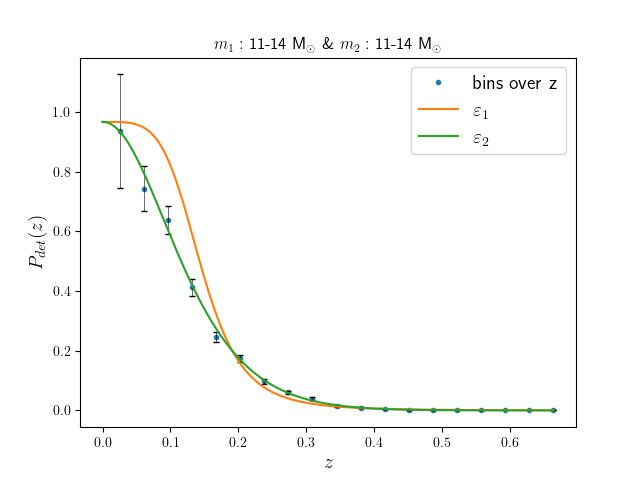 m₁ : 11-14 M☉ & m₂ : 11-14 M☉
bins over z
ε₁
ε₂
P_det(z)
1.0
0.8
0.6
0.4
0.2
0.0
0.0 0.1 0.2 0.3 0.4 0.5 0.6
z